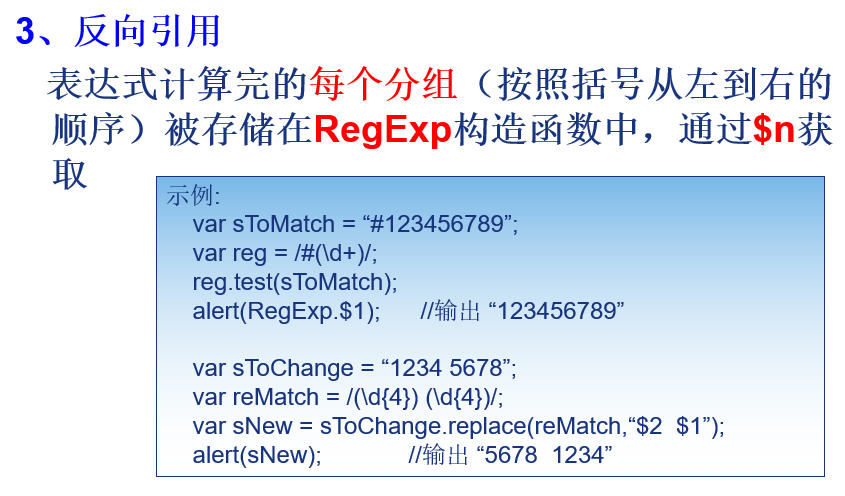 3、反向引用
表达式计算完的每个分组（按照括号从左到右的
顺序）被存储在RegExp构造函数中，通过$n获
取
示例:
var sToMatch = “#123456789”;
var reg = /#(\d+)/;
reg.test(sToMatch);
alert(RegExp.$1); //输出 “123456789”
var sToChange = “1234 5678”;
var reMatch = /(\d{4}) (\d{4})/;
var sNew = sToChange.replace(reMatch,“$2  $1”);
alert(sNew); //输出 “5678  1234”